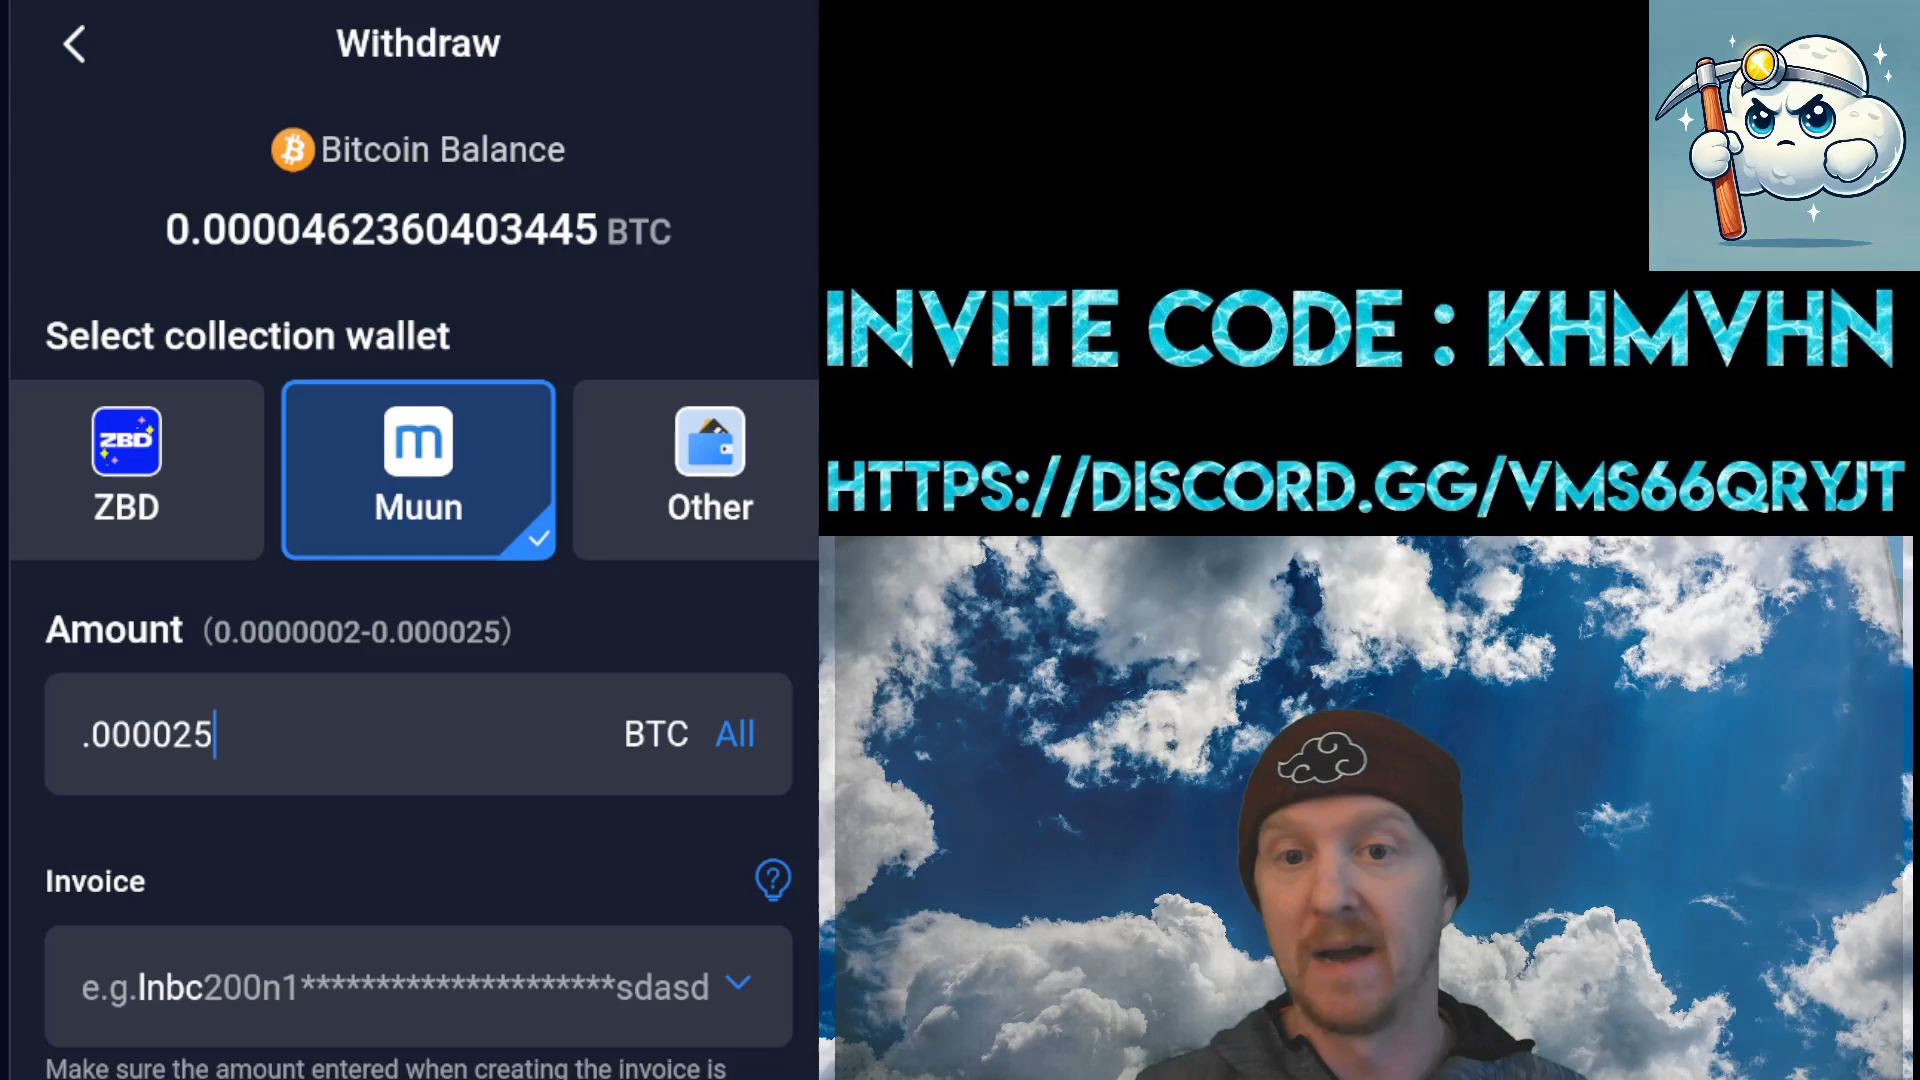 Withdraw
Bitcoin Balance
0.0000462360403445 BTC
Select collection wallet
ZBD
ZBD
m
Muun
Other
Amount (0.0000002-0.000025)
.000025
BTC All
Invoice
?
e.g.lnbc200n1*********************sdasd
Make sure the amount entered when creating the invoice is
INVITE CODE : KHMVHN
HTTPS://DISCORD.GG/VMS66QRYJT